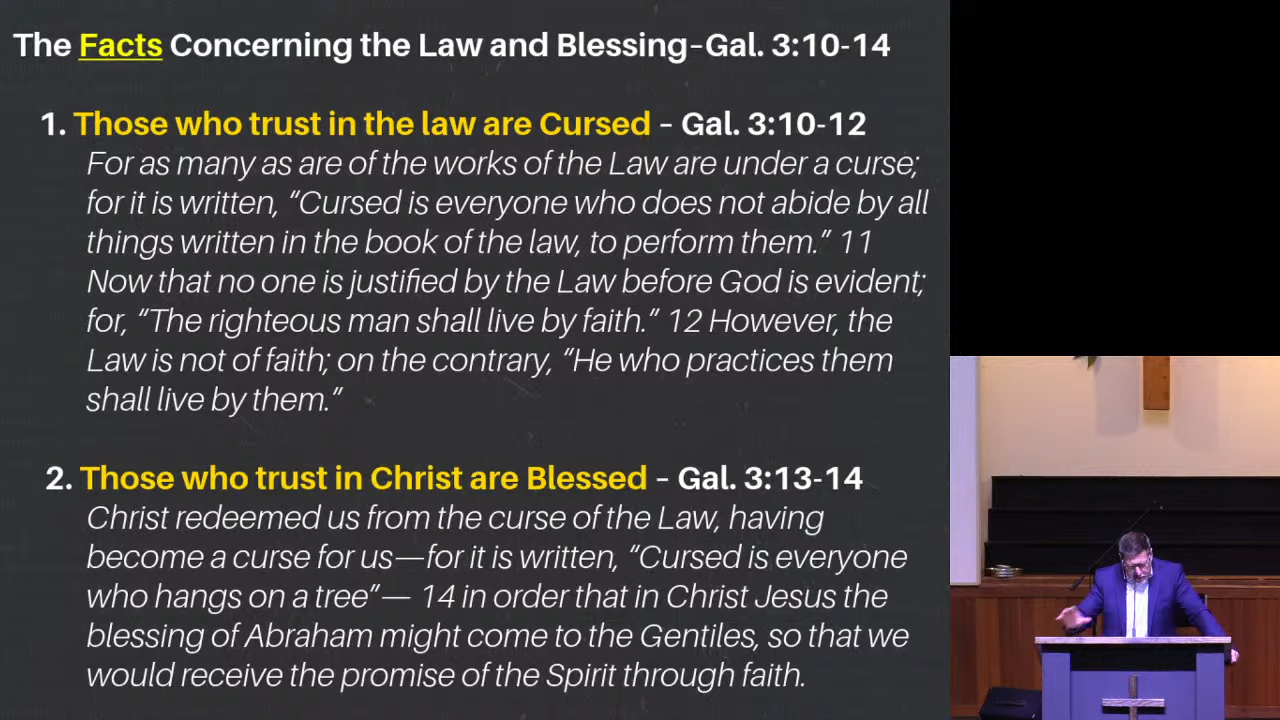 The Facts Concerning the Law and Blessing–Gal. 3:10-14
1. Those who trust in the law are Cursed – Gal. 3:10-12
For as many as are of the works of the Law are under a curse;
for it is written, “Cursed is everyone who does not abide by all
things written in the book of the law, to perform them.” 11
Now that no one is justified by the Law before God is evident;
for, “The righteous man shall live by faith.” 12 However, the
Law is not of faith; on the contrary, “He who practices them
shall live by them.”
2. Those who trust in Christ are Blessed – Gal. 3:13-14
Christ redeemed us from the curse of the Law, having
become a curse for us—for it is written, “Cursed is everyone
who hangs on a tree”— 14 in order that in Christ Jesus the
blessing of Abraham might come to the Gentiles, so that we
would receive the promise of the Spirit through faith.